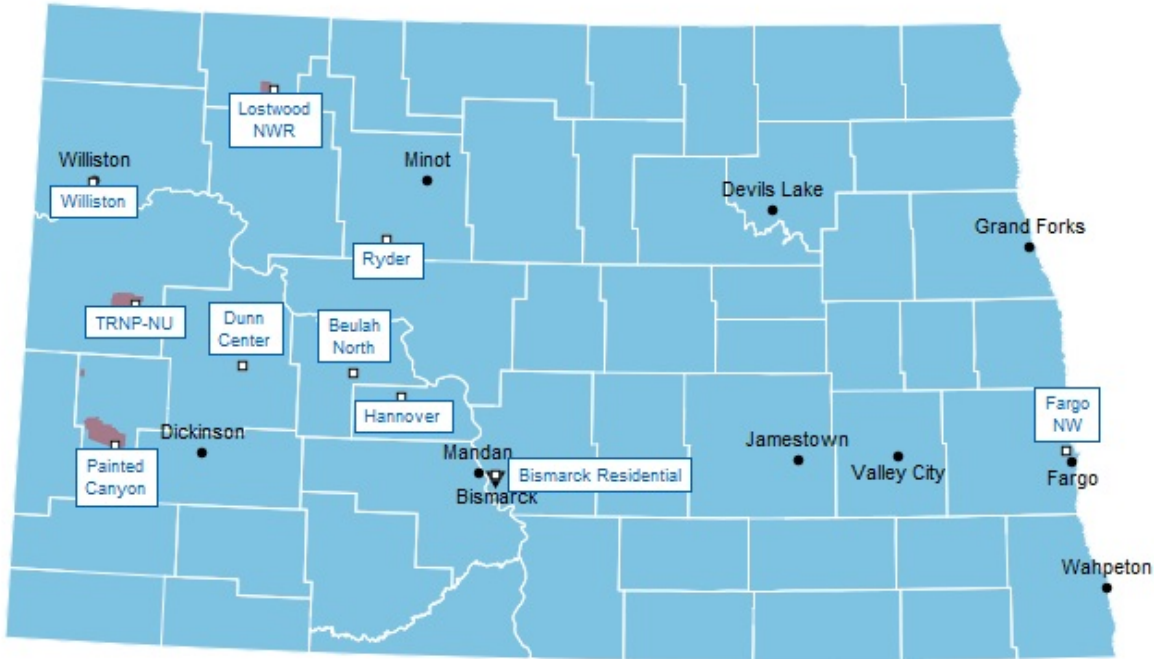 Lostwood
NWR
Williston
Minot
Williston
Devils Lake
Grand Forks
Ryder
TRNP-NU
Dunn
Center
Beulah
North
Hannover
Fargo
NW
Painted
Canyon
Dickinson
Mandan
Bismarck Residential
Bismarck
Jamestown
Valley City
Fargo
Wahpeton